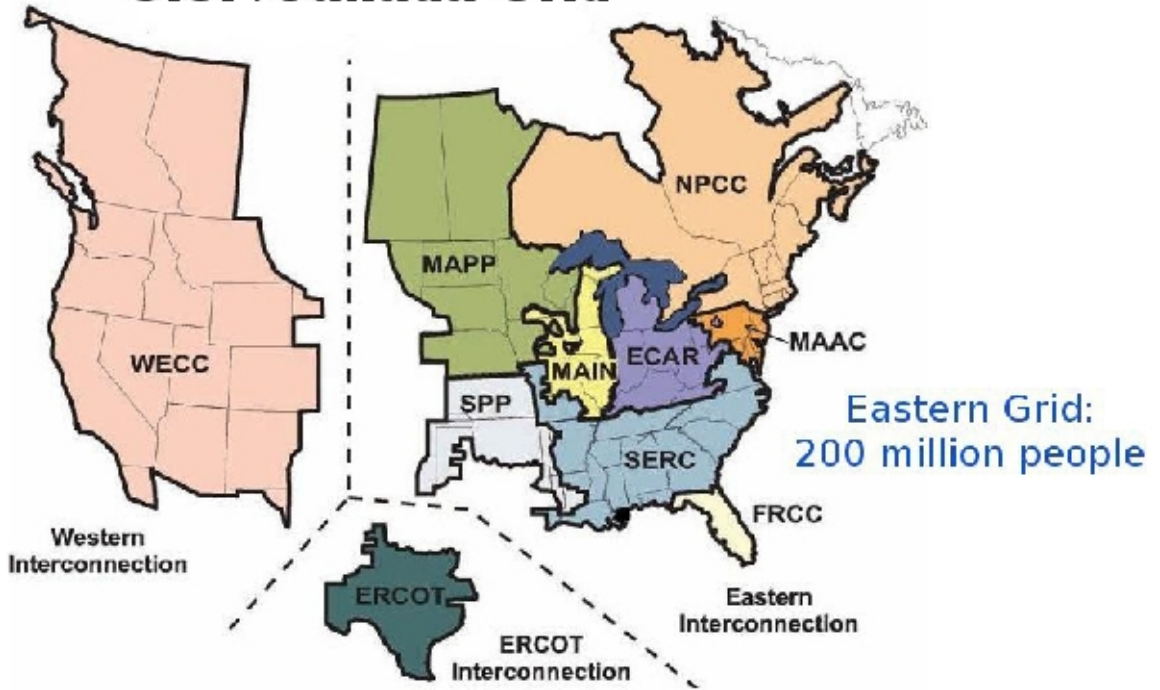 NPCC
MAPP
MAAC
WECC
MAIN
ECAR
SPP
Eastern Grid:
200 million people
SERC
FRCC
Western
Interconnection
ERCOT
Eastern
Interconnection
ERCOT
Interconnection